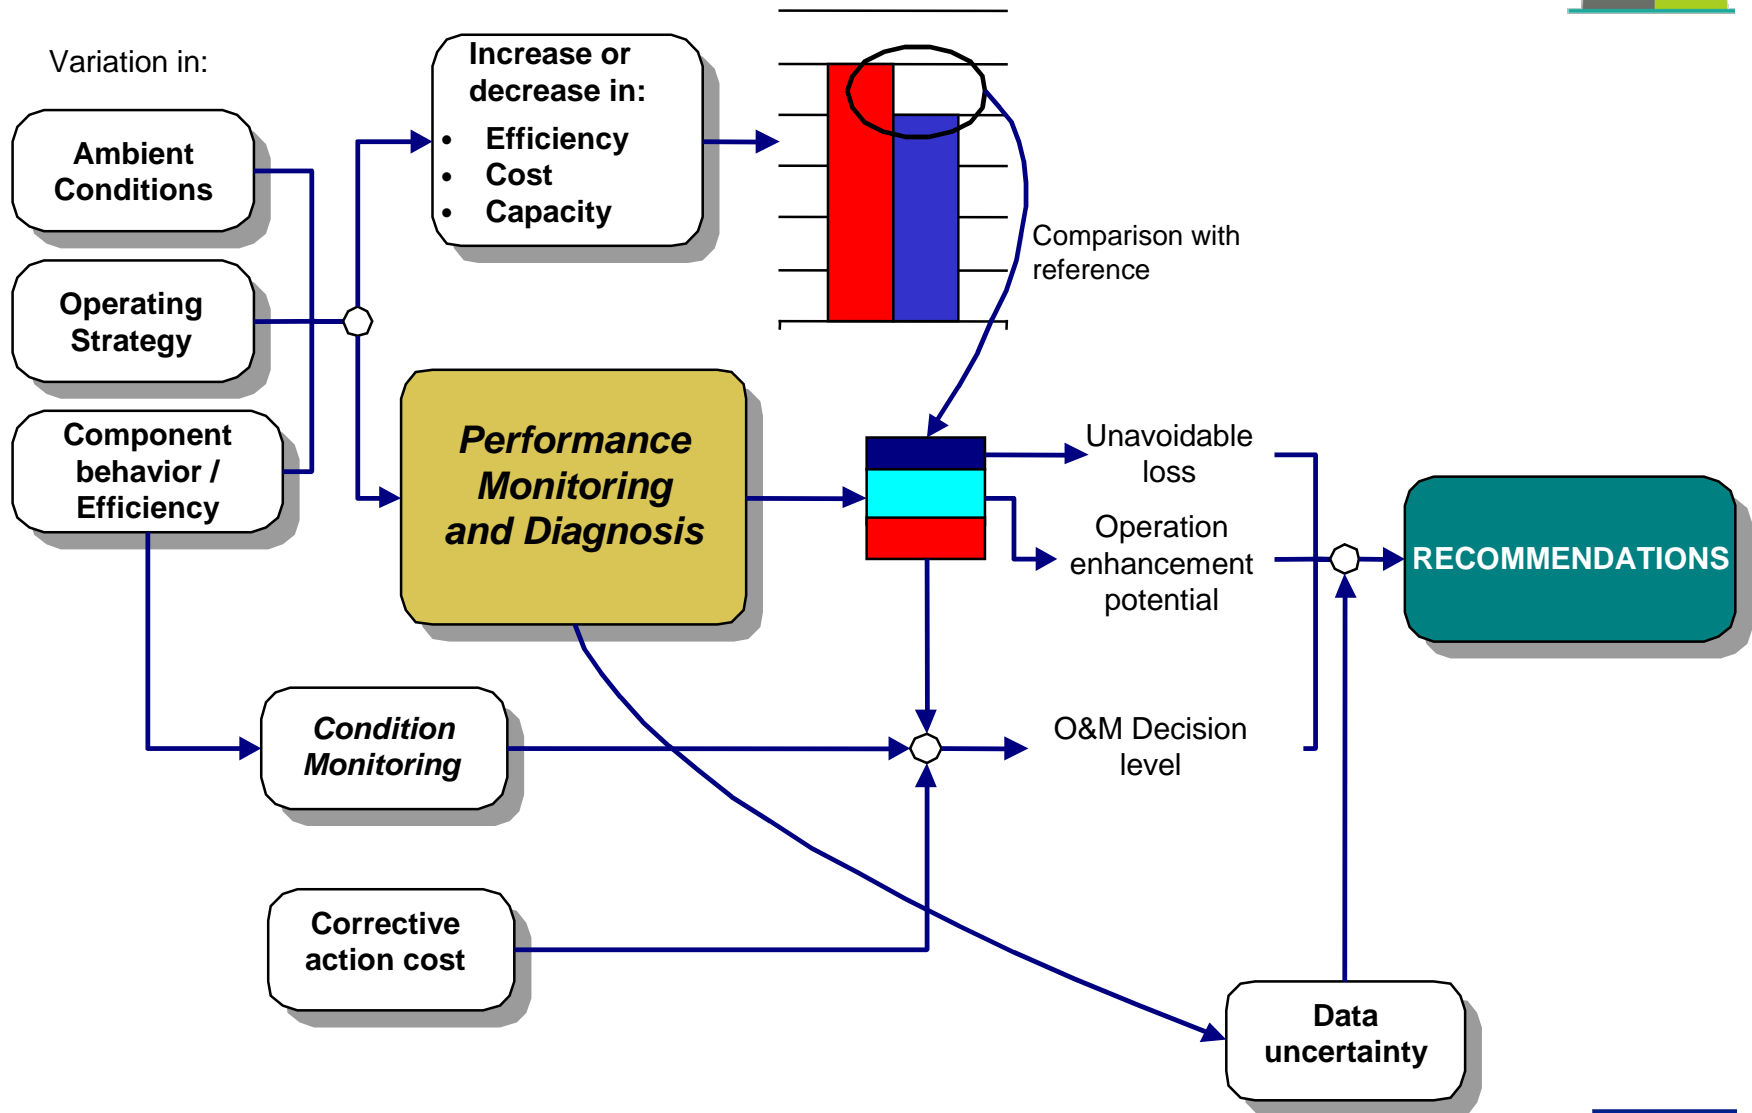 Variation in:
Ambient
Conditions
Operating
Strategy
Component
behavior /
Efficiency
Increase or
decrease in:
• Efficiency
• Cost
• Capacity
Comparison with
reference
Performance
Monitoring
and Diagnosis
Unavoidable
loss
Operation
enhancement
potential
RECOMMENDATIONS
Condition
Monitoring
O&M Decision
level
Corrective
action cost
Data
uncertainty